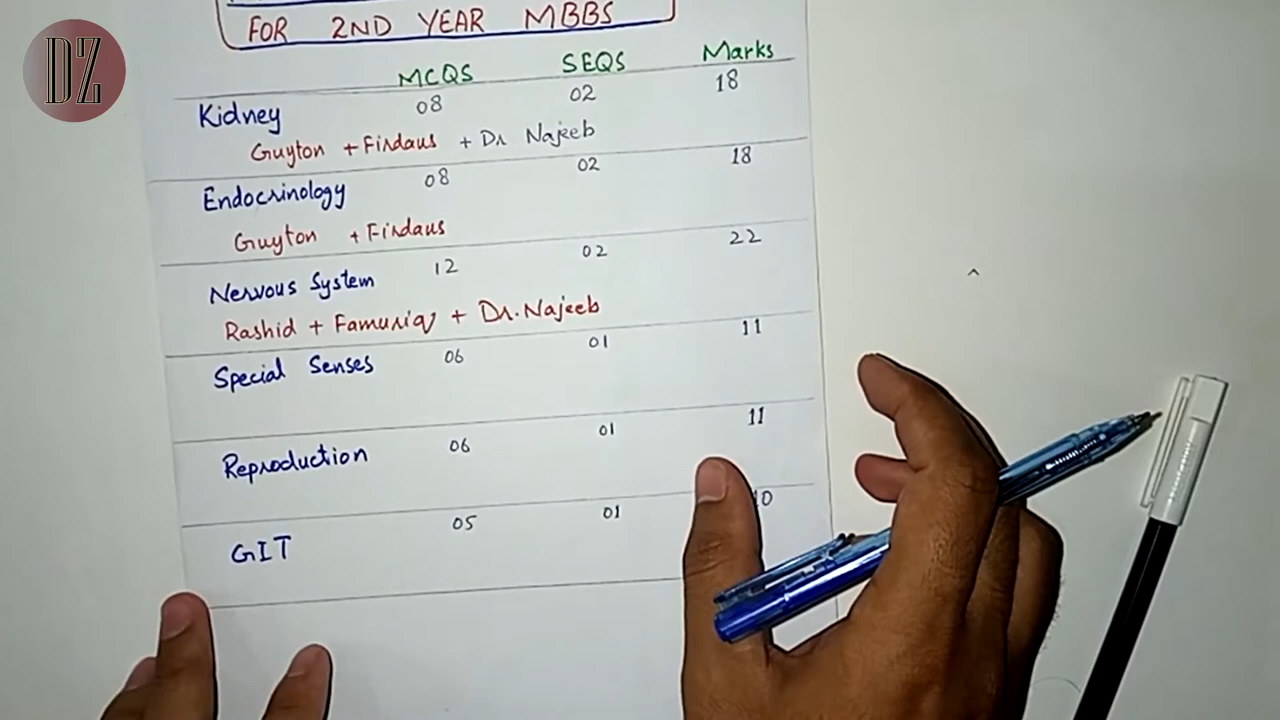 DZ
FOR 2ND YEAR MBBS
MCQS SEQS Marks
Kidney 08 02 18
Guyton + Firdaus + Dr Najeeb
Endocrinology 08 02 18
Guyton + Firdaus
Nervous System 12 02 22
Rashid + Famuriq + Dr. Najeeb
Special Senses 06 01 11
Reproduction 06 01 11
GIT 05 01 10